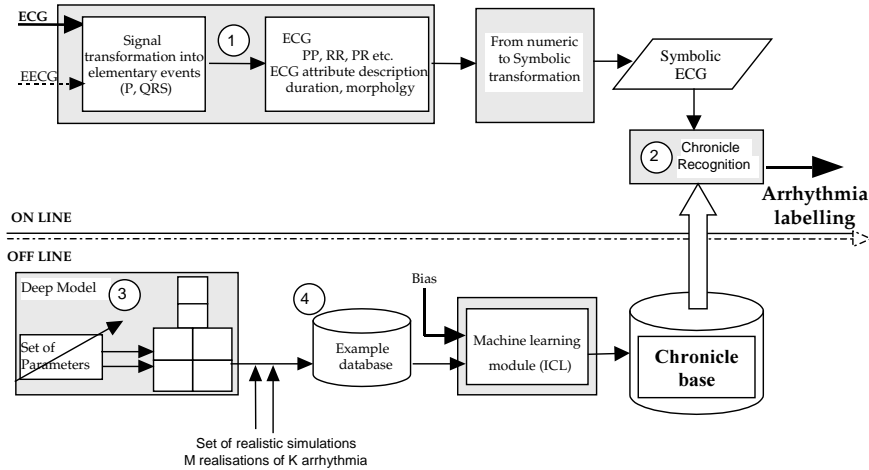 ECG
EECG
Signal
transformation into
elementary events
(P, QRS)
1
ECG
PP, RR, PR etc.
ECG attribute description
duration, morpholgy
From numeric
to Symbolic
transformation
Symbolic
ECG
2
Chronicle
Recognition
Arrhythmia
labelling
ON LINE
OFF LINE
Deep Model
3
Set of
Parameters
4
Example
database
Bias
Machine learning
module (ICL)
Chronicle
base
Set of realistic simulations
M realisations of K arrhythmia